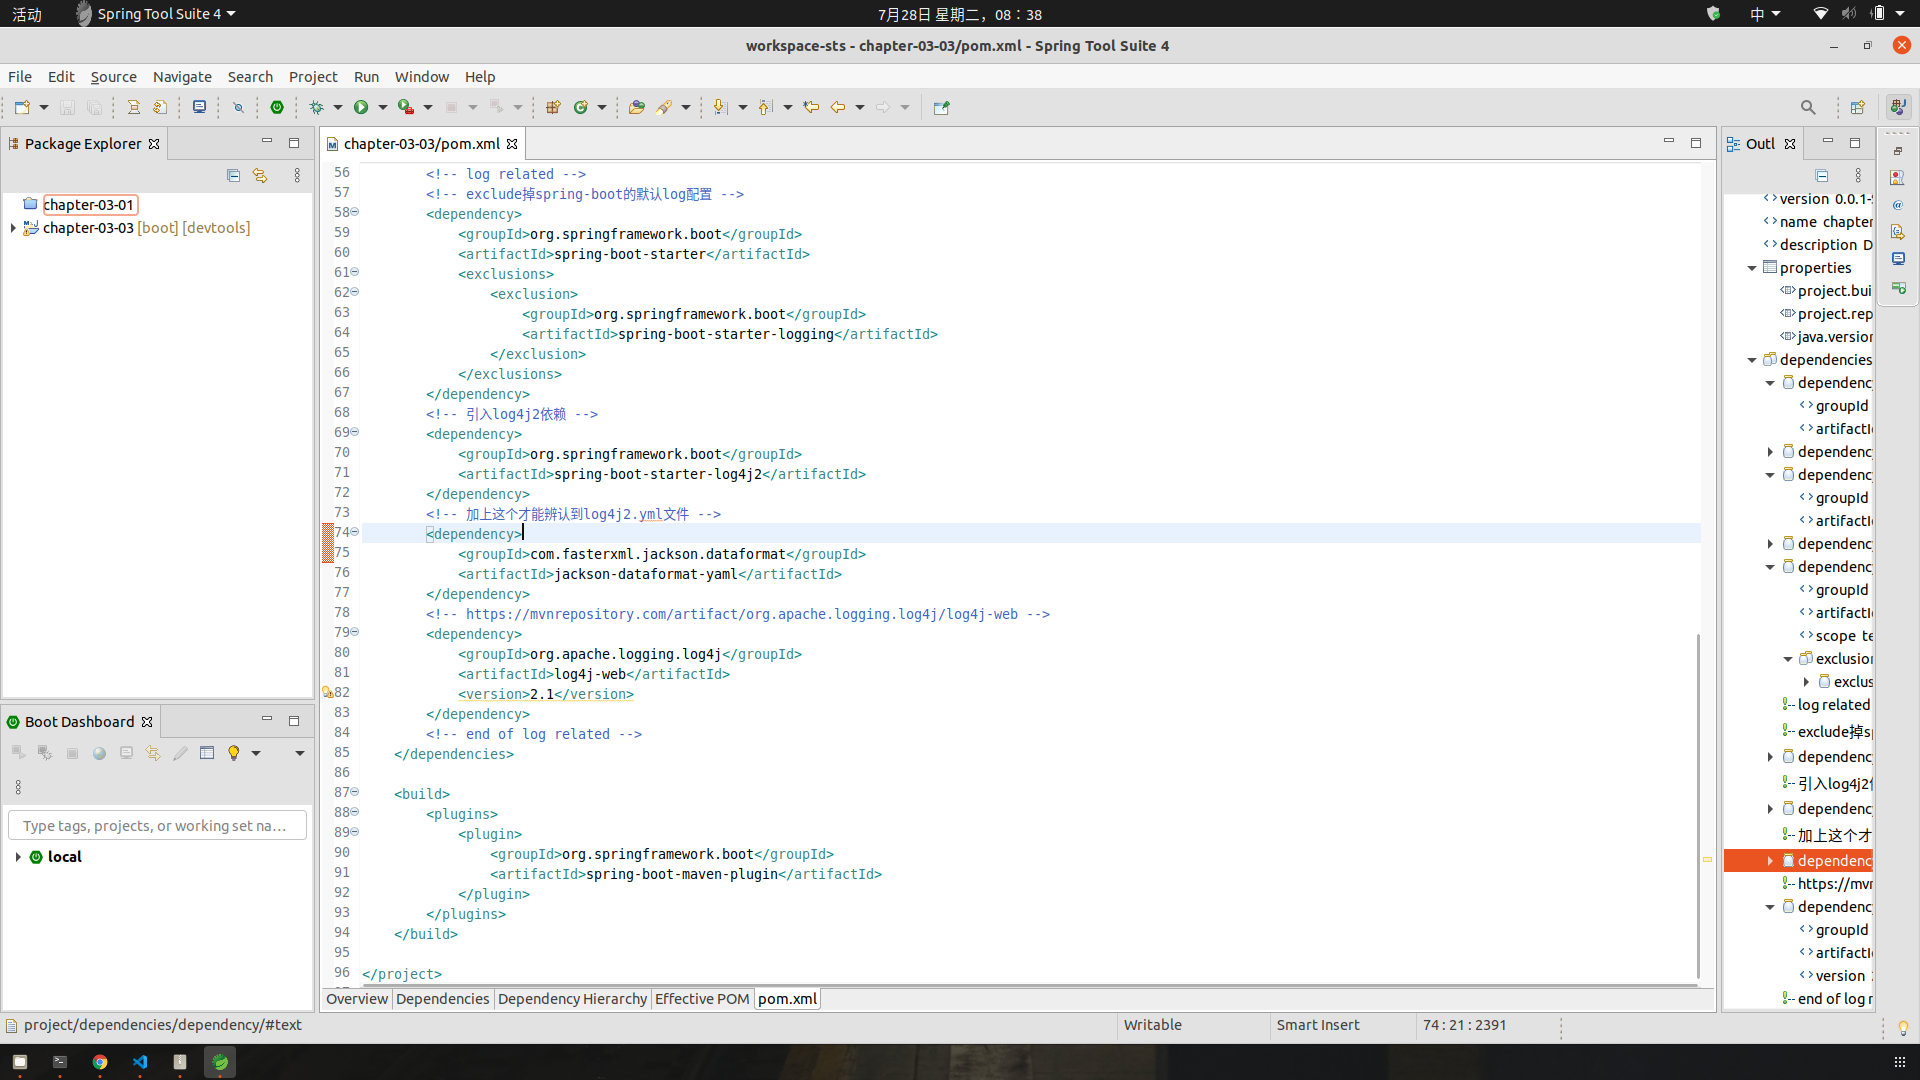 活动
Spring Tool Suite 4
7月28日 星期二，08：38
中
workspace-sts - chapter-03-03/pom.xml - Spring Tool Suite 4
File Edit Source Navigate Search Project Run Window Help
Package Explorer
chapter-03-01
chapter-03-03 [boot] [devtools]
Boot Dashboard
Type tags, projects, or working set na...
local
chapter-03-03/pom.xml
56 <!-- log related -->
57 <!-- exclude掉spring-boot的默认log配置 -->
58 <dependency>
59 <groupId>org.springframework.boot</groupId>
60 <artifactId>spring-boot-starter</artifactId>
61 <exclusions>
62 <exclusion>
63 <groupId>org.springframework.boot</groupId>
64 <artifactId>spring-boot-starter-logging</artifactId>
65 </exclusion>
66 </exclusions>
67 </dependency>
68 <!-- 引入log4j2依赖 -->
69 <dependency>
70 <groupId>org.springframework.boot</groupId>
71 <artifactId>spring-boot-starter-log4j2</artifactId>
72 </dependency>
73 <!-- 加上这个才能辨认到log4j2.yml文件 -->
74 <dependency>
75 <groupId>com.fasterxml.jackson.dataformat</groupId>
76 <artifactId>jackson-dataformat-yaml</artifactId>
77 </dependency>
78 <!-- https://mvnrepository.com/artifact/org.apache.logging.log4j/log4j-web -->
79 <dependency>
80 <groupId>org.apache.logging.log4j</groupId>
81 <artifactId>log4j-web</artifactId>
82 <version>2.1</version>
83 </dependency>
84 <!-- end of log related -->
85 </dependencies>
86
87 <build>
88 <plugins>
89 <plugin>
90 <groupId>org.springframework.boot</groupId>
91 <artifactId>spring-boot-maven-plugin</artifactId>
92 </plugin>
93 </plugins>
94 </build>
95
96 </project>
Overview Dependencies Dependency Hierarchy Effective POM pom.xml
Outl
version 0.0.1-
name chapter
description D
properties
project.bui
project.rep
java.version
dependencies
dependenc
groupId
artifactI
dependenc
dependenc
groupId
artifactI
dependenc
dependenc
groupId
artifactI
scope te
exclusion
exclus
log related
exclude掉sp
dependenc
引入log4j2
dependenc
加上这个才
dependenc
https://mvn
dependenc
groupId
artifactI
version
end of log r
project/dependencies/dependency/#text
Writable
Smart Insert
74 : 21 : 2391